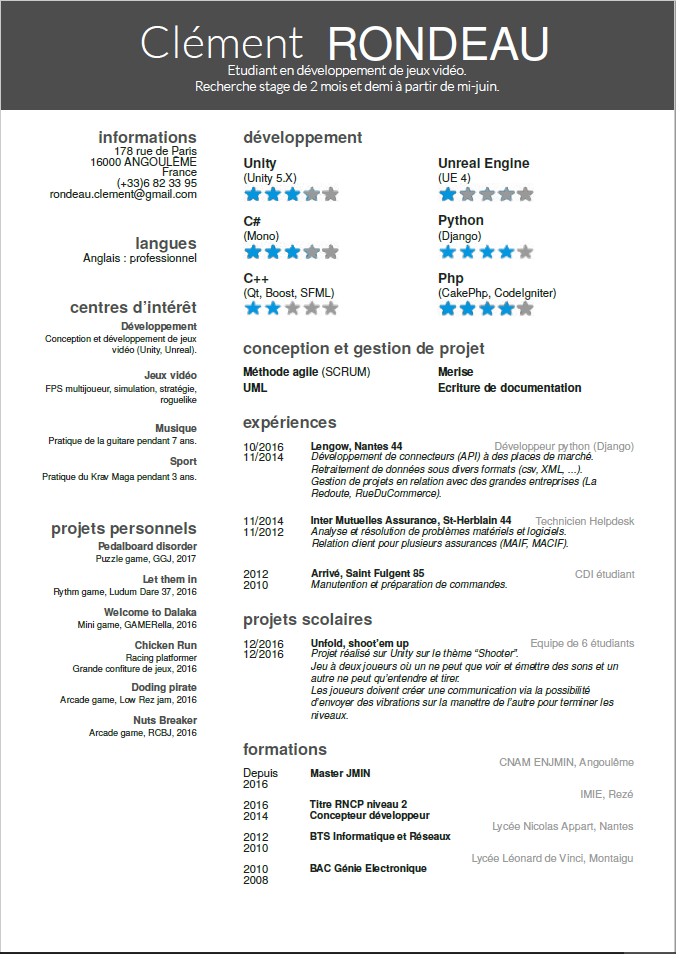 Clément RONDEAU
Etudiant en développement de jeux vidéo.
Recherche stage de 2 mois et demi à partir de mi-juin.
informations
178 rue de Paris
16000 ANGOULÊME
France
(+33)6 82 33 95
rondeau.clement@gmail.com
langues
Anglais : professionnel
centres d'intérêt
Développement
Conception et développement de jeux
vidéo (Unity, Unreal).
Jeux vidéo
FPS multijoueur, simulation, stratégie,
roguelike
Musique
Pratique de la guitare pendant 7 ans.
Sport
Pratique du Krav Maga pendant 3 ans.
projets personnels
Pedalboard disorder
Puzzle game, GGJ, 2017
Let them in
Rythm game, Ludum Dare 37, 2016
Welcome to Dalaka
Mini game, GAMERella, 2016
Chicken Run
Racing platformer
Grande confiture de jeux, 2016
Doding pirate
Arcade game, Low Rez jam, 2016
Nuts Breaker
Arcade game, RCBJ, 2016
développement
Unity
(Unity 5.X)
Unreal Engine
(UE 4)
C#
(Mono)
Python
(Django)
C++
(Qt, Boost, SFML)
Php
(CakePhp, CodeIgniter)
conception et gestion de projet
Méthode agile (SCRUM)
Merise
UML
Ecriture de documentation
expériences
10/2016 Lengow, Nantes 44 Développeur python (Django)
11/2014 Développement de connecteurs (API) à des places de marché.
Retraitement de données sous divers formats (csv, XML, ...).
Gestion de projets en relation avec des grandes entreprises (La
Redoute, RueDuCommerce).
11/2014 Inter Mutuelles Assurance, St-Herblain 44 Technicien Helpdesk
11/2012 Analyse et résolution de problèmes matériels et logiciels.
Relation client pour plusieurs assurances (MAIF, MACIF).
2012 Arrivé, Saint Fulgent 85 CDI étudiant
2010 Manutention et préparation de commandes.
projets scolaires
12/2016 Unfold, shoot'em up Equipe de 6 étudiants
12/2016 Projet réalisé sur Unity sur le thème "Shooter".
Jeu à deux joueurs où un ne peut que voir et émettre des sons et un
autre ne peut qu'entendre et tirer.
Les joueurs doivent créer une communication via la possibilité
d'envoyer des vibrations sur la manette de l'autre pour terminer les
niveaux.
formations
CNAM ENJMIN, Angoulême
Depuis Master JMIN
2016
IMIE, Rezé
2016 Titre RNCP niveau 2
2014 Concepteur développeur
Lycée Nicolas Appart, Nantes
2012 BTS Informatique et Réseaux
2010
Lycée Léonard de Vinci, Montaigu
2010 BAC Génie Electronique
2008